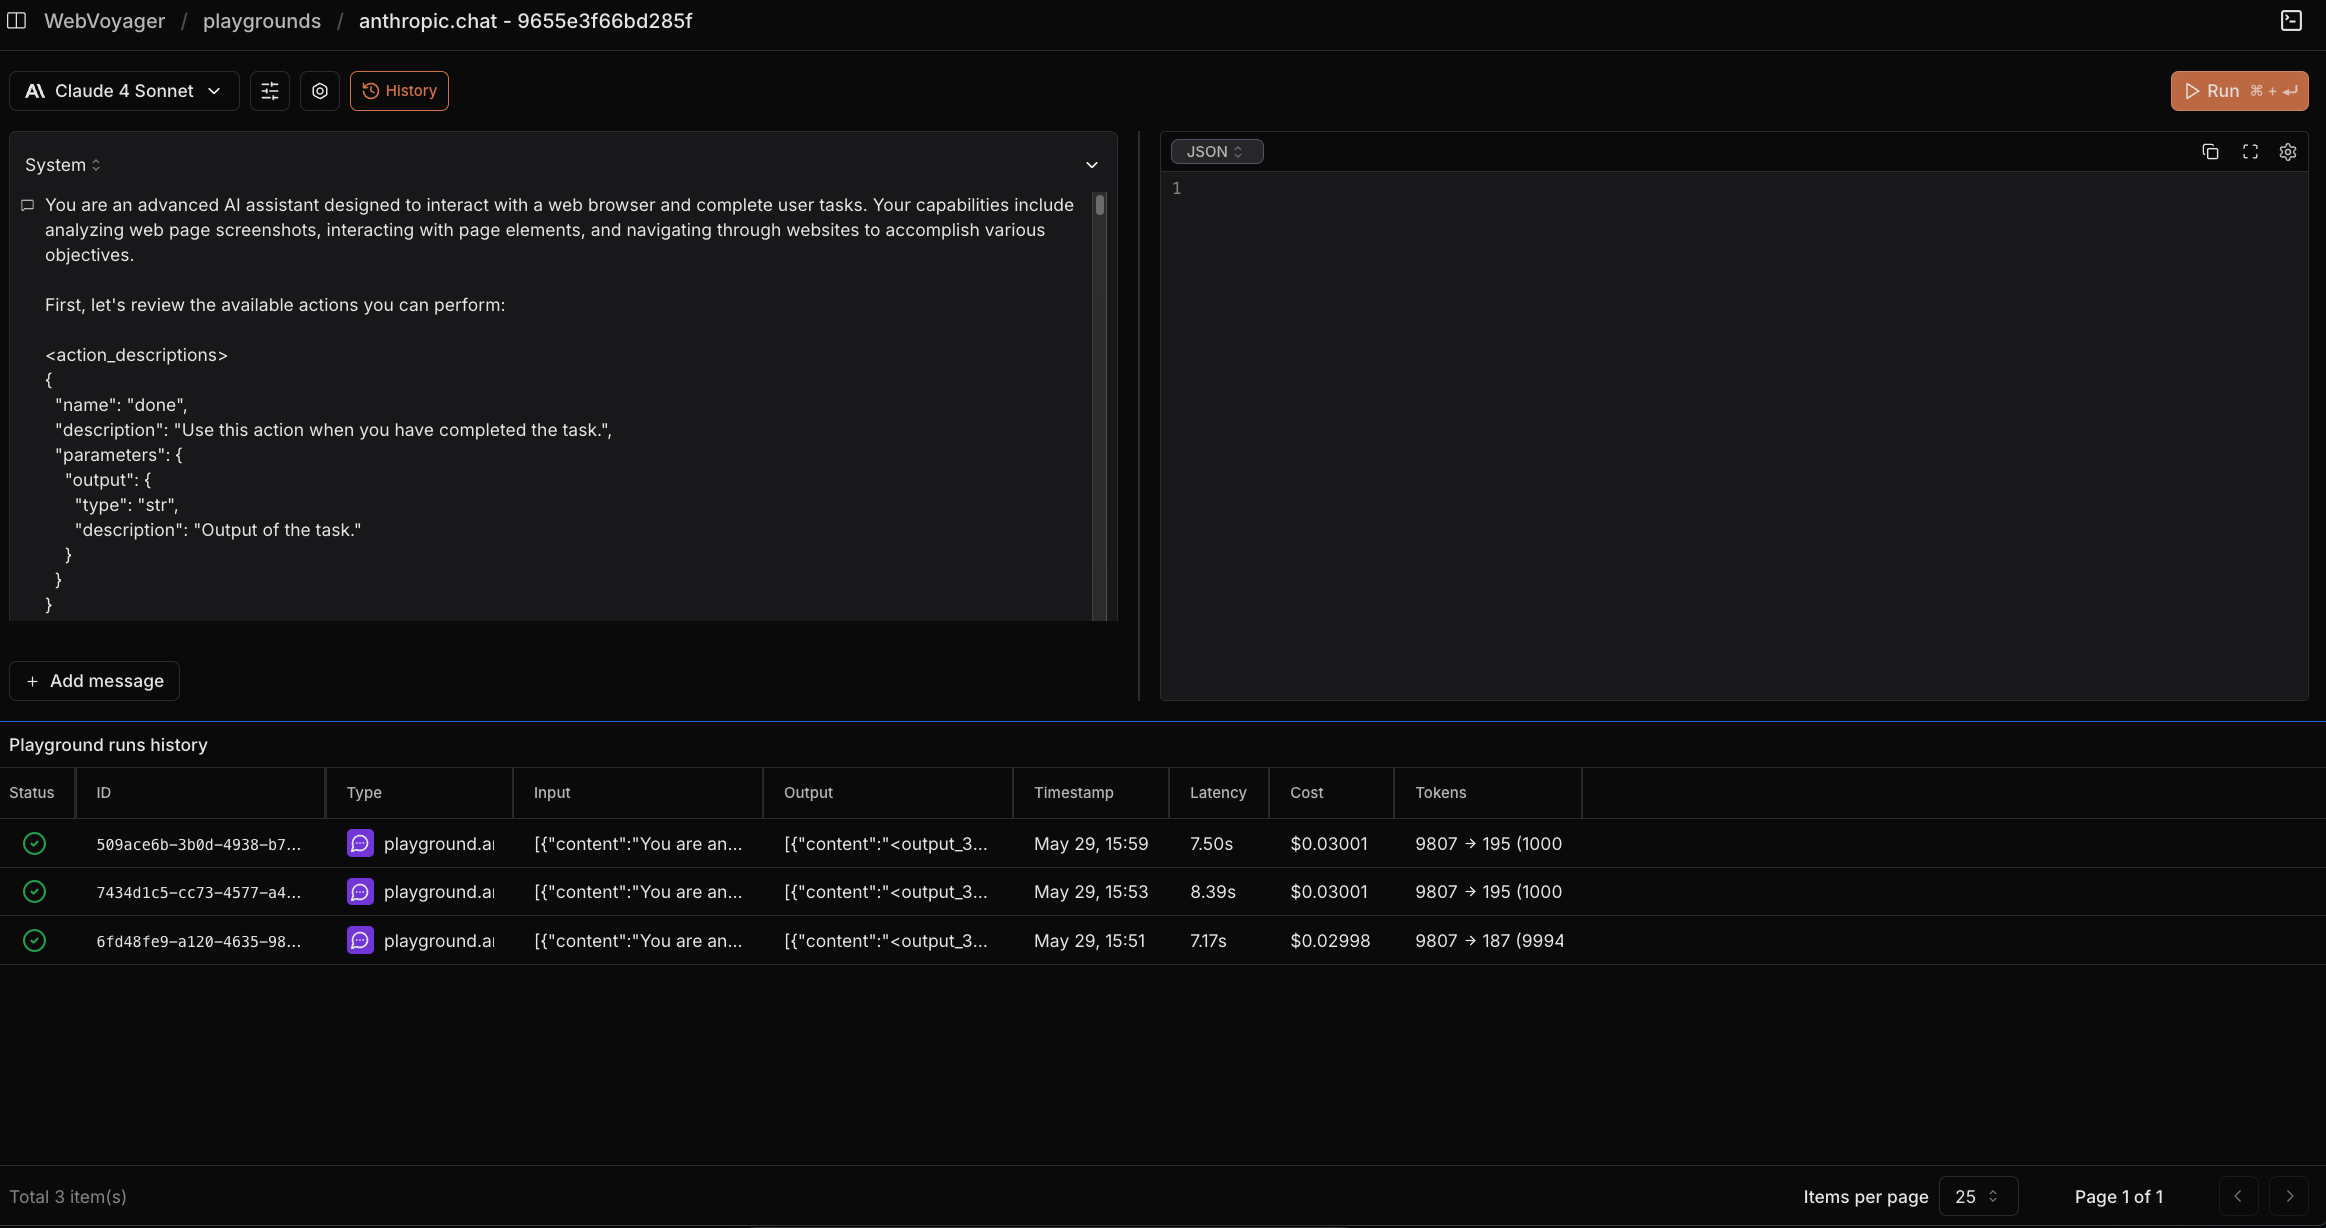 WebVoyager / playgrounds / anthropic.chat - 9655e3f66bd285f
Claude 4 Sonnet
History
Run ⌘ + ⏎
System
You are an advanced AI assistant designed to interact with a web browser and complete user tasks. Your capabilities include
analyzing web page screenshots, interacting with page elements, and navigating through websites to accomplish various
objectives.
First, let's review the available actions you can perform:
<action_descriptions>
{
"name": "done",
"description": "Use this action when you have completed the task.",
"parameters": {
"output": {
"type": "str",
"description": "Output of the task."
}
}
}
Add message
JSON
1
Playground runs history
Status ID Type Input Output Timestamp Latency Cost Tokens
509ace6b-3b0d-4938-b7... playground.ar [{"content":"You are an... [{"content":"<output_3... May 29, 15:59 7.50s $0.03001 9807 → 195 (1000
7434d1c5-cc73-4577-a4... playground.ar [{"content":"You are an... [{"content":"<output_3... May 29, 15:53 8.39s $0.03001 9807 → 195 (1000
6fd48fe9-a120-4635-98... playground.ar [{"content":"You are an... [{"content":"<output_3... May 29, 15:51 7.17s $0.02998 9807 → 187 (9994
Total 3 item(s)
Items per page 25 Page 1 of 1